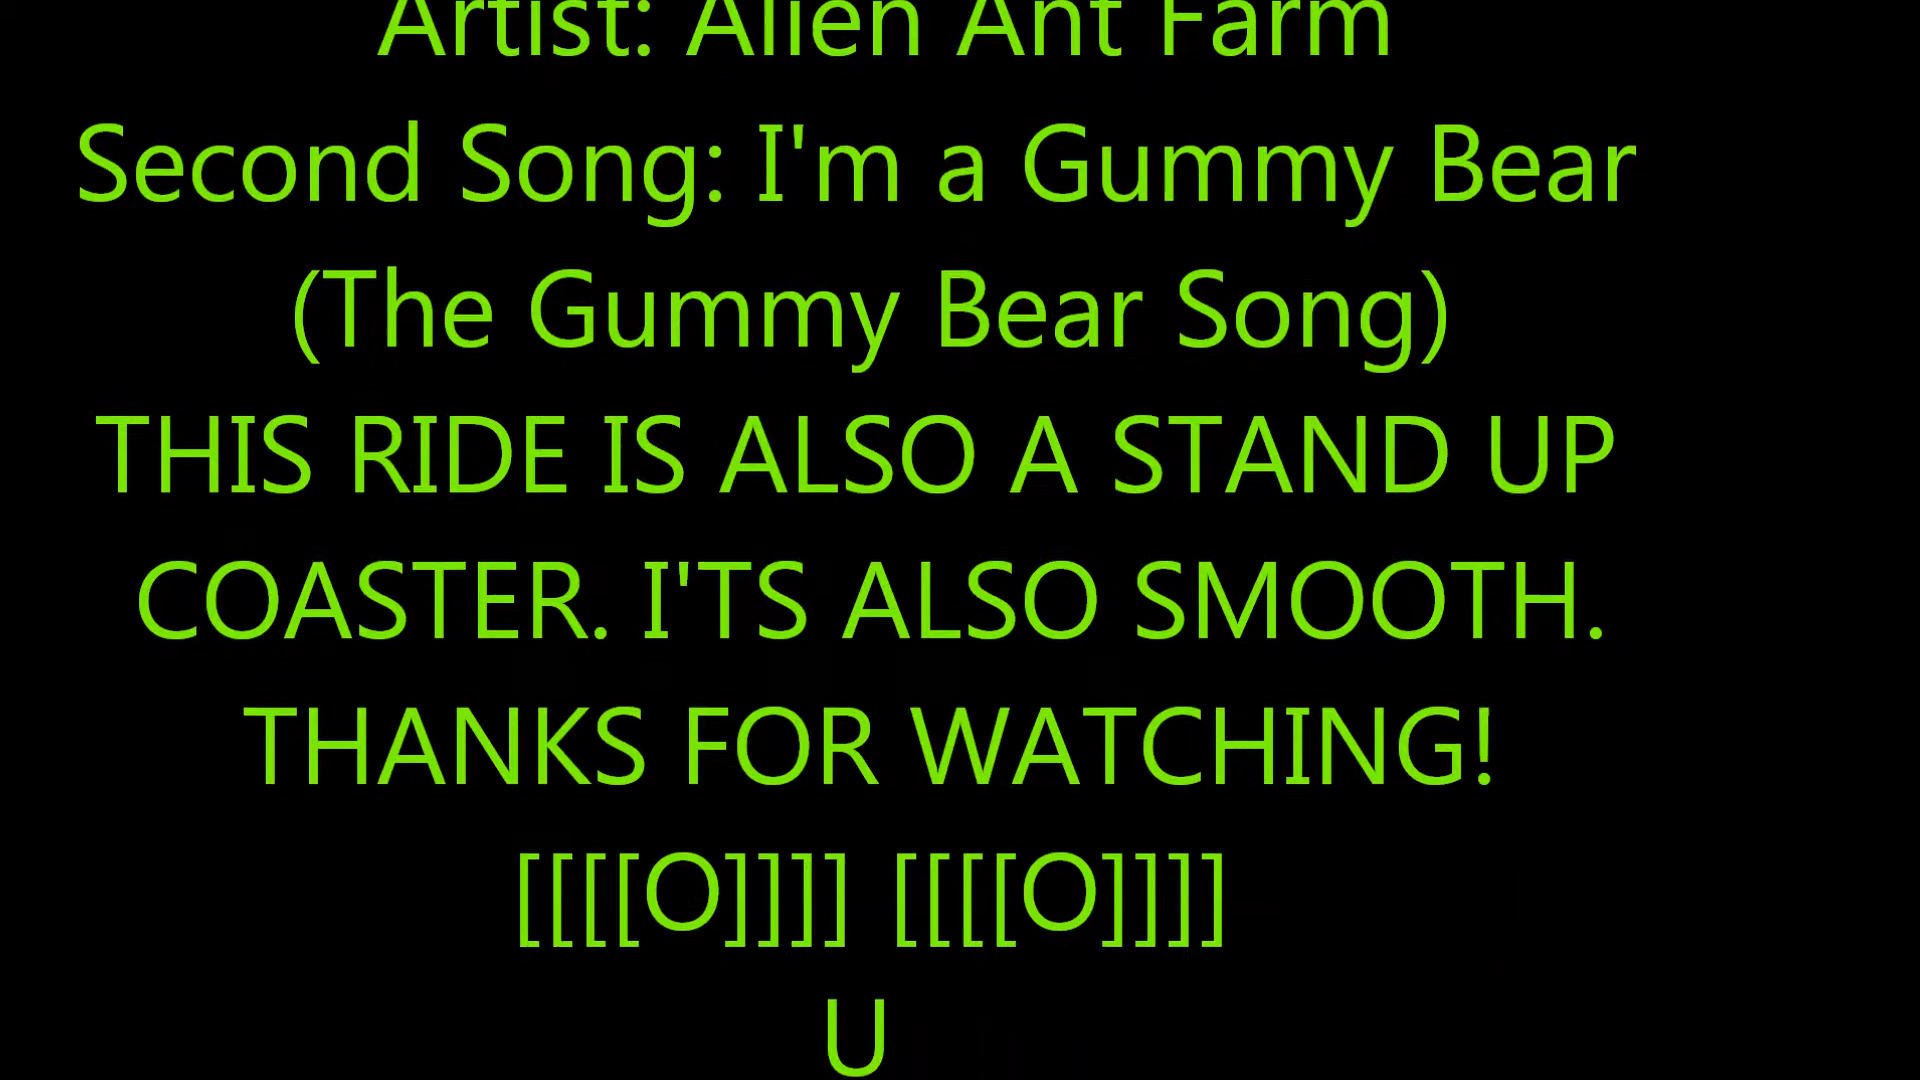 Artist: Alien Ant Farm
Second Song: I'm a Gummy Bear
(The Gummy Bear Song)
THIS RIDE IS ALSO A STAND UP
COASTER. I'TS ALSO SMOOTH.
THANKS FOR WATCHING!
[[[[O]]]] [[[[O]]]]
U